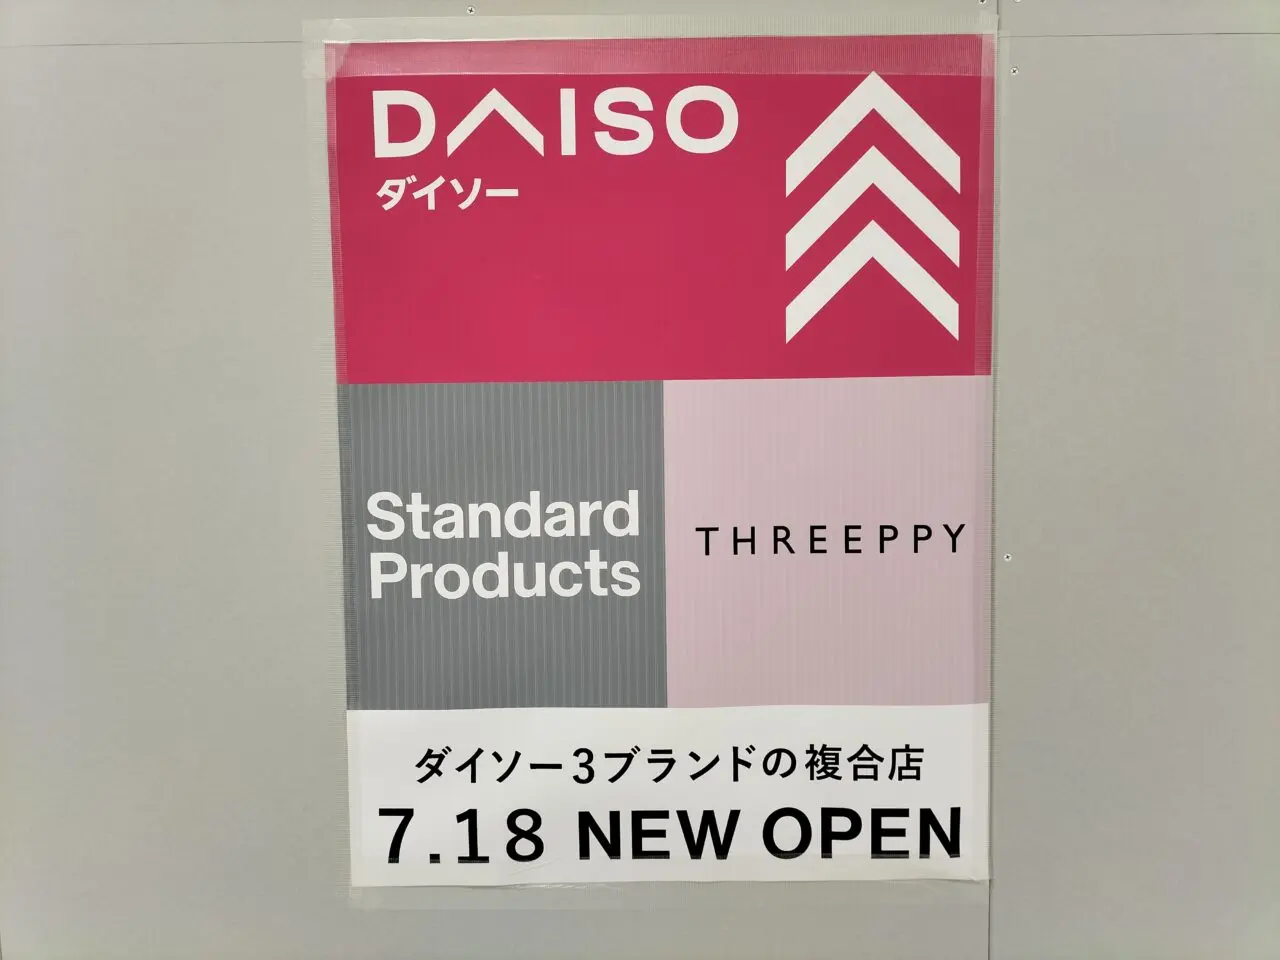 DAISO
ダイソー
Standard
Products
THREEPPY
ダイソー3ブランドの複合店
7.18 NEW OPEN